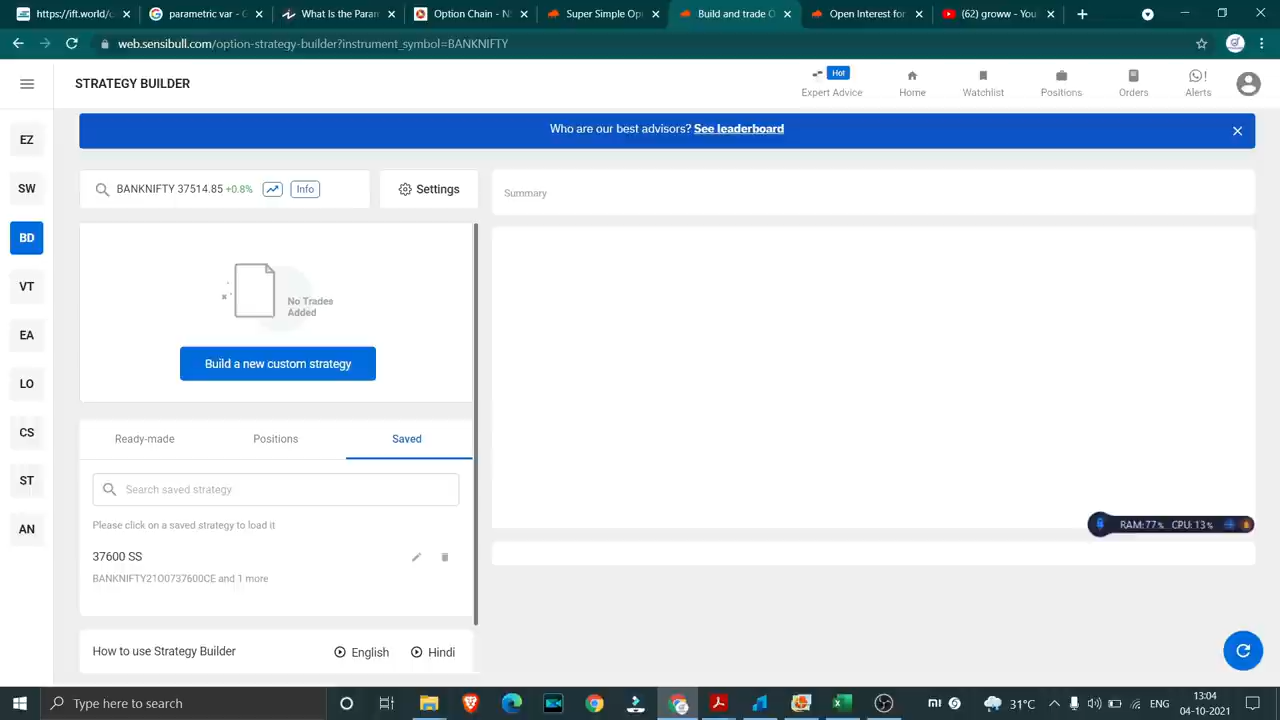 https://ift.world/cs
parametric var - G
What Is the Param
Option Chain - NS
Super Simple Op
Build and trade O
Open Interest for
(62) groww - You
web.sensibull.com/option-strategy-builder?instrument_symbol=BANKNIFTY
STRATEGY BUILDER
Hot
Expert Advice
Home
Watchlist
Positions
Orders
Alerts
Who are our best advisors? See leaderboard
EZ
SW
BD
VT
EA
LO
CS
ST
AN
BANKNIFTY 37514.85 +0.8%
Info
Settings
Summary
No Trades
Added
Build a new custom strategy
Ready-made
Positions
Saved
Search saved strategy
Please click on a saved strategy to load it
37600 SS
BANKNIFTY21O0737600CE and 1 more
RAM:77% CPU:13%
How to use Strategy Builder
English
Hindi
Type here to search
mi
31°C
ENG
13:04
04-10-2021